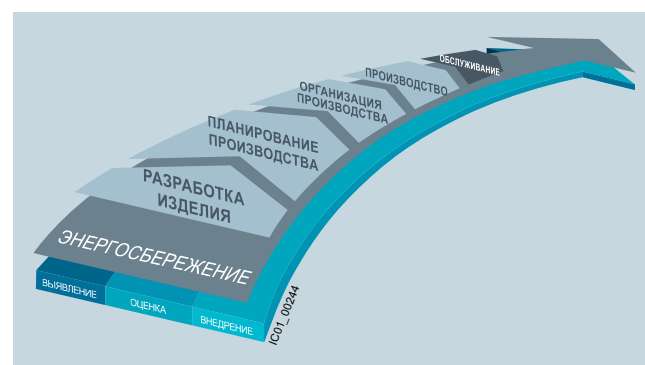 ОБСЛУЖИВАНИЕ
ПРОИЗВОДСТВО
ОРГАНИЗАЦИЯ
ПРОИЗВОДСТВА
ПЛАНИРОВАНИЕ
ПРОИЗВОДСТВА
РАЗРАБОТКА
ИЗДЕЛИЯ
ЭНЕРГОСБЕРЕЖЕНИЕ
ВЫЯВЛЕНИЕ
ОЦЕНКА
ВНЕДРЕНИЕ
IC01_00244